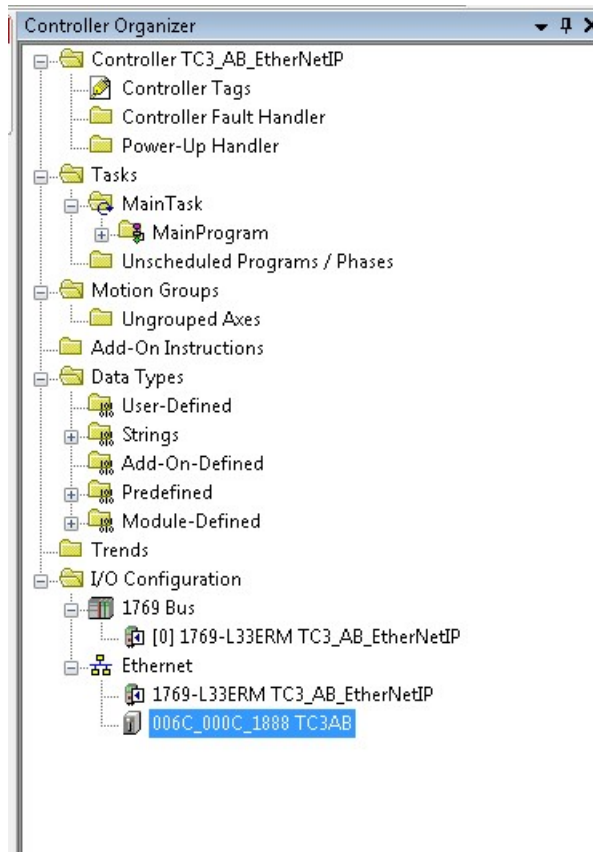 Controller Organizer
Controller TC3_AB_EtherNetIP
Controller Tags
Controller Fault Handler
Power-Up Handler
Tasks
MainTask
MainProgram
Unscheduled Programs / Phases
Motion Groups
Ungrouped Axes
Add-On Instructions
Data Types
User-Defined
Strings
Add-On-Defined
Predefined
Module-Defined
Trends
I/O Configuration
1769 Bus
[0] 1769-L33ERM TC3_AB_EtherNetIP
Ethernet
1769-L33ERM TC3_AB_EtherNetIP
006C_000C_1888 TC3AB